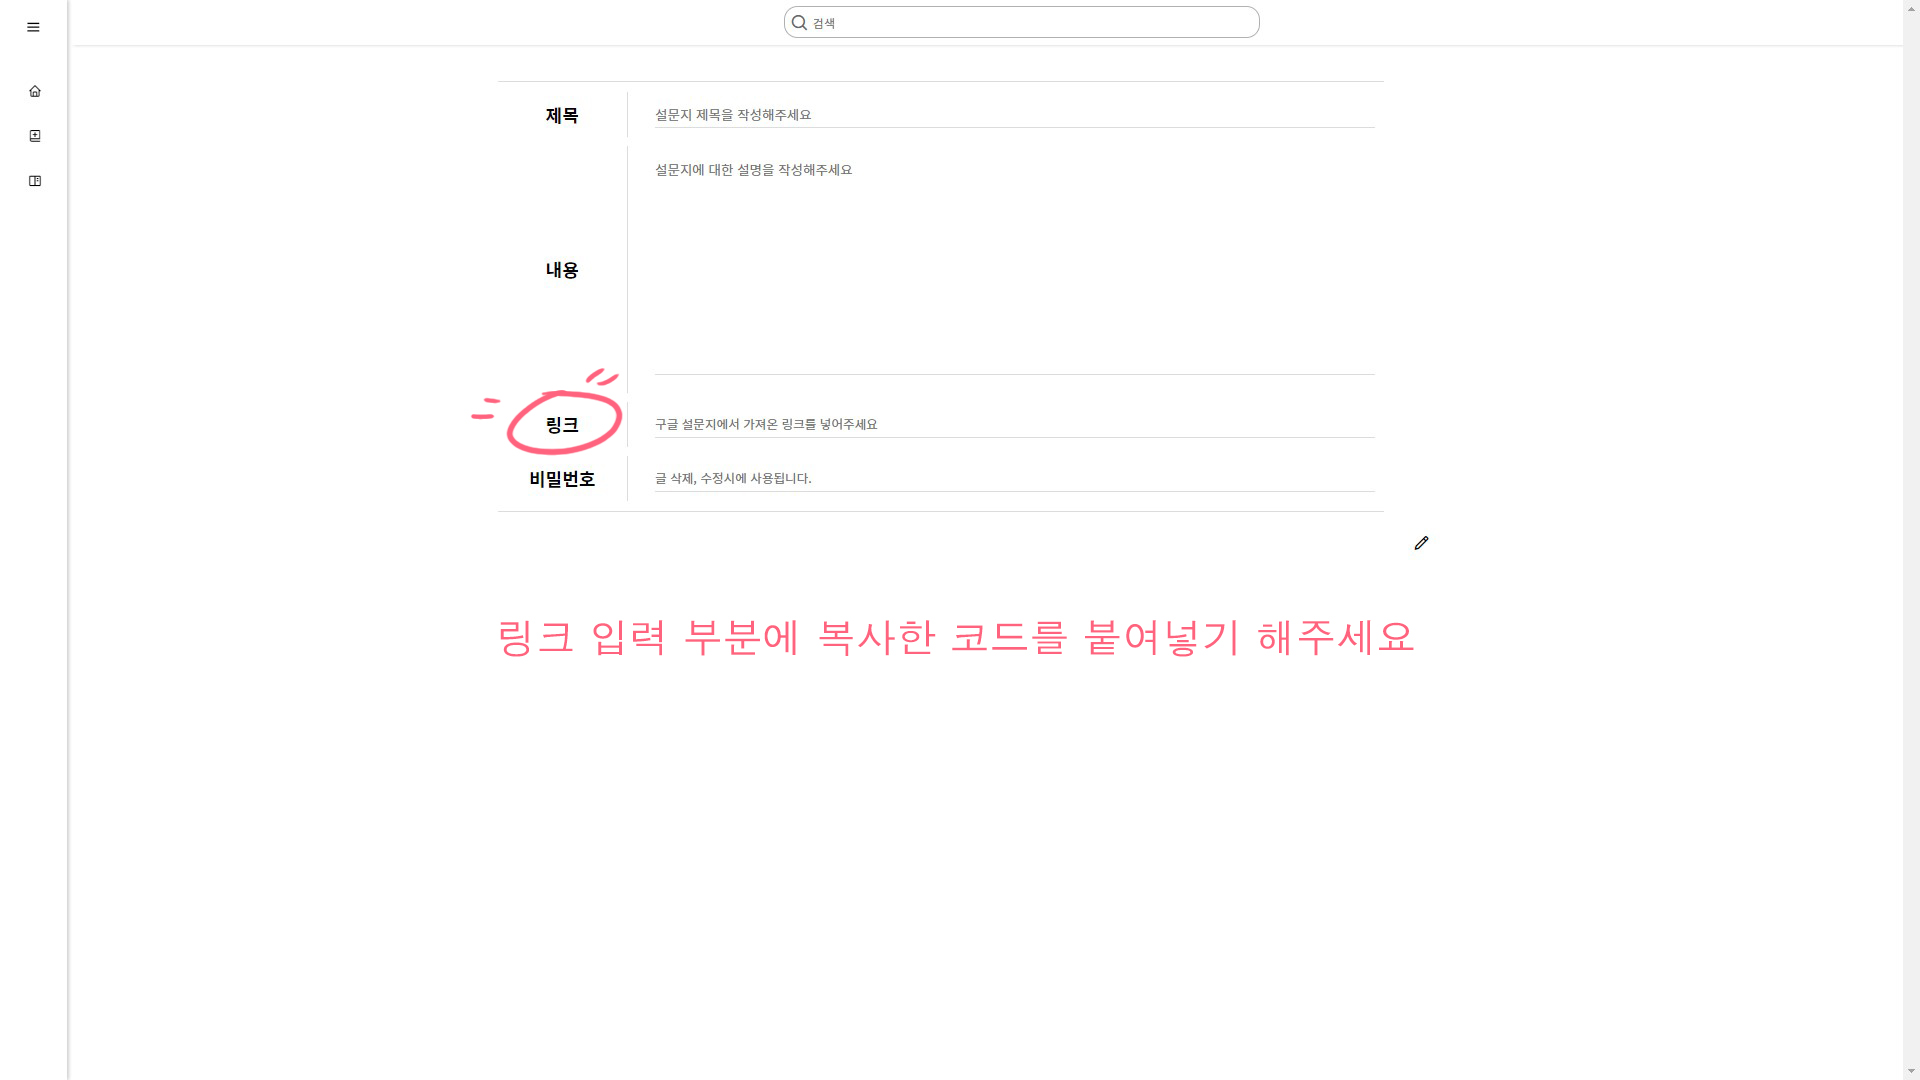 검색
제목
설문지 제목을 작성해주세요
설문지에 대한 설명을 작성해주세요
내용
링크
구글 설문지에서 가져온 링크를 넣어주세요
비밀번호
글 삭제, 수정시에 사용됩니다.
링크 입력 부분에 복사한 코드를 붙여넣기 해주세요